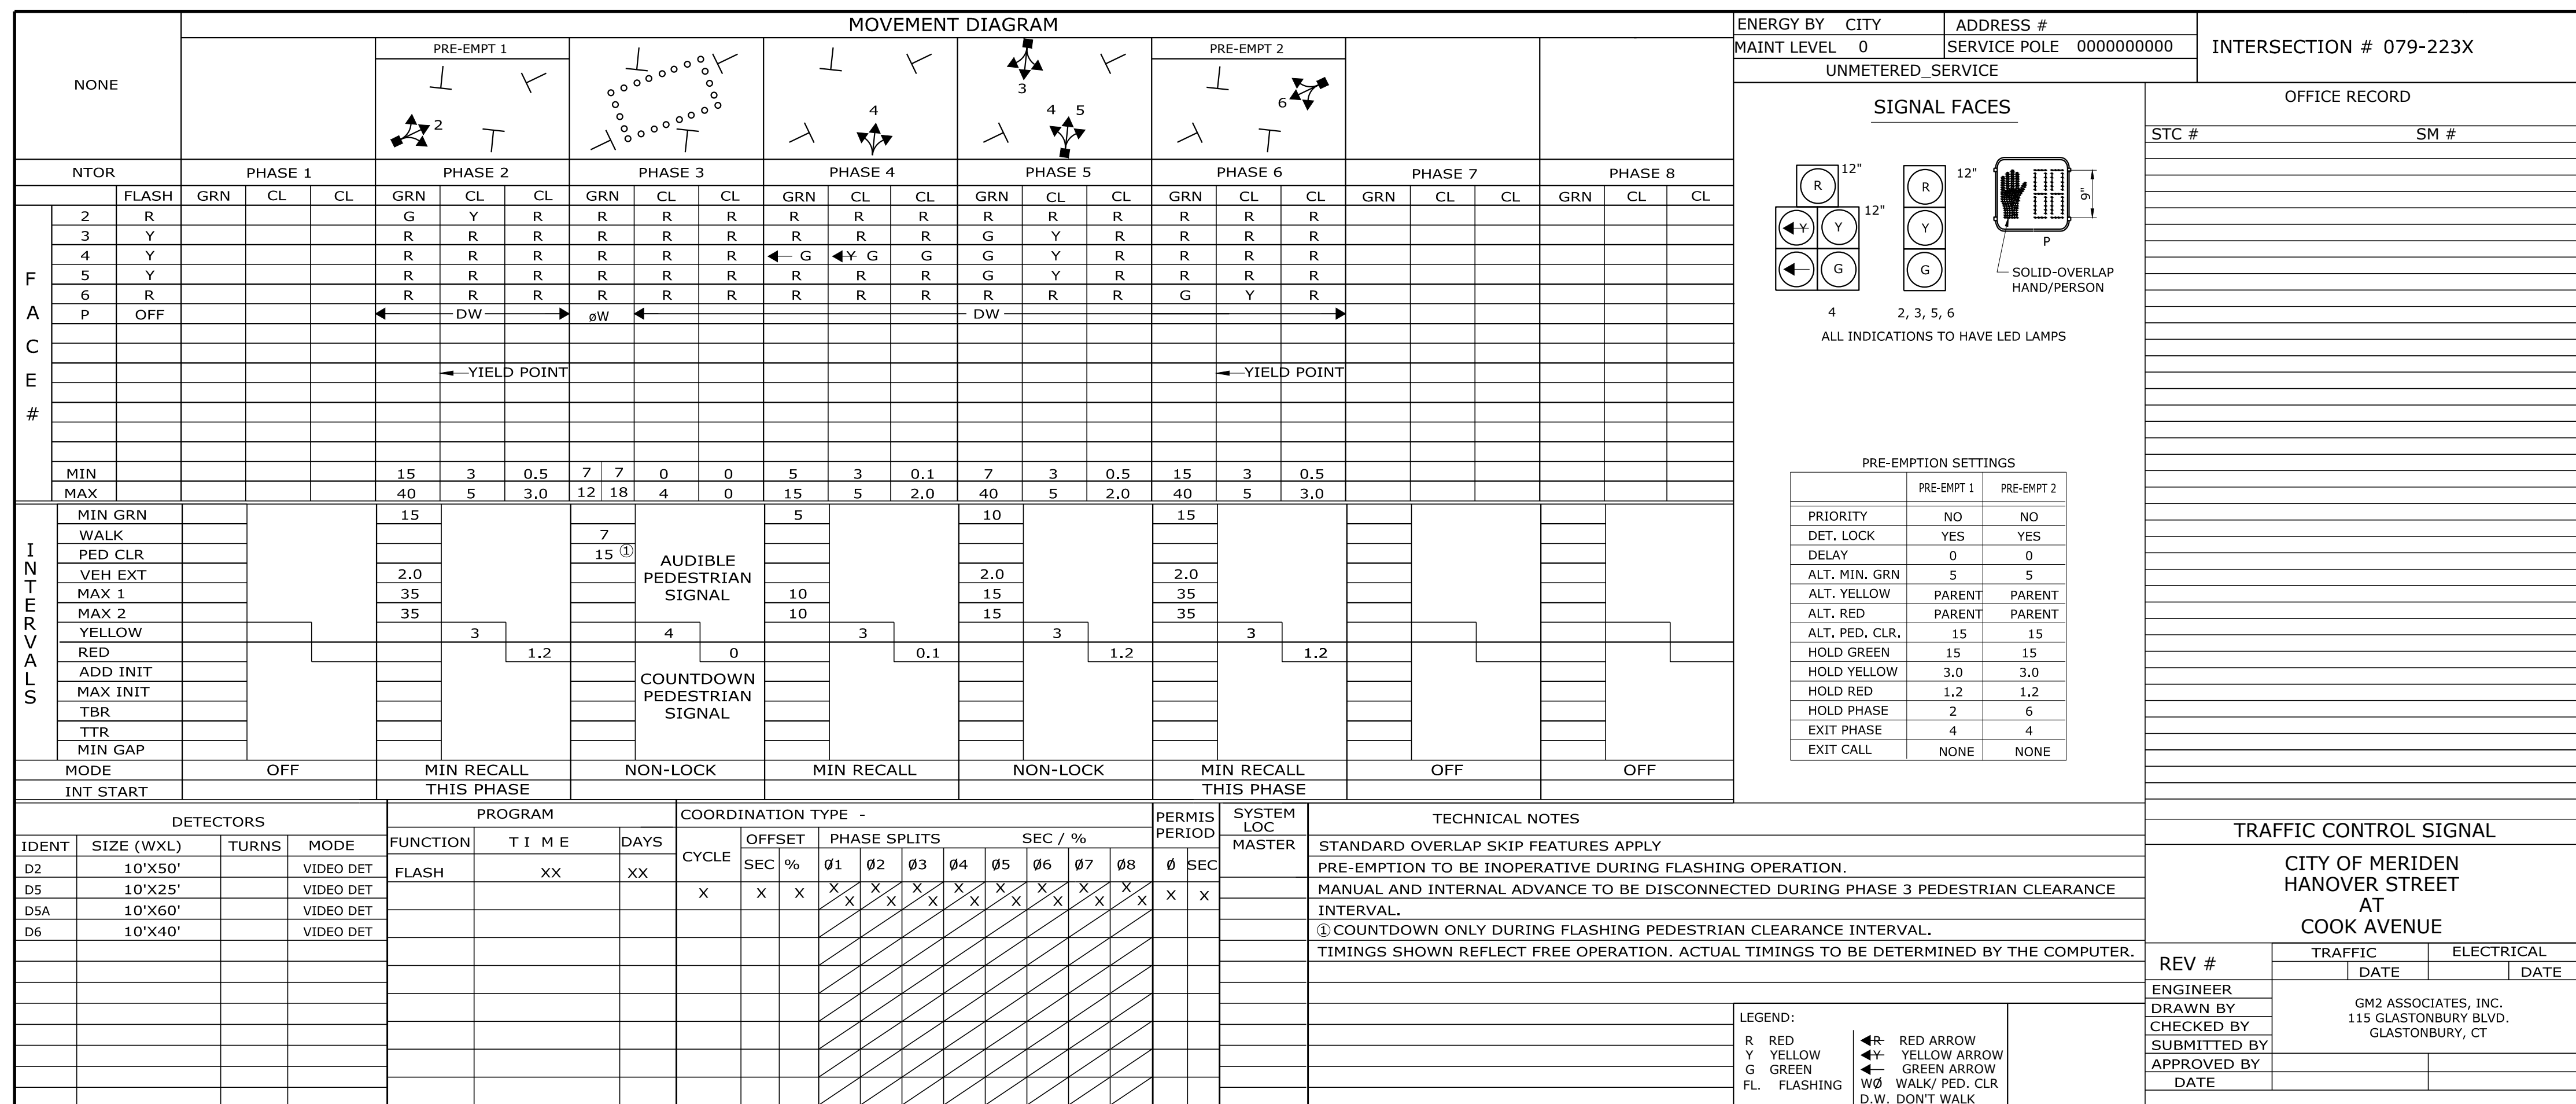 MOVEMENT DIAGRAM
NONE
PRE-EMPT 1
2
4
3
4 5
PRE-EMPT 2
6
NTOR PHASE 1 PHASE 2 PHASE 3 PHASE 4 PHASE 5 PHASE 6 PHASE 7 PHASE 8
FLASH GRN CL CL GRN CL CL GRN CL CL GRN CL CL GRN CL CL GRN CL CL GRN CL CL GRN CL CL
FACE #
2 R G Y R R R R R R R R R R R R R
3 Y R R R R R R R R R G Y R R R R
4 Y R R R R R R G Y G G G Y R R R R
5 Y R R R R R R R R R G Y R R R R
6 R R R R R R R R R R R R R G Y R
P OFF DW øW DW
YIELD POINT YIELD POINT
MIN 15 3 0.5 7 7 0 0 5 3 0.1 7 3 0.5 15 3 0.5
MAX 40 5 3.0 12 18 4 0 15 5 2.0 40 5 2.0 40 5 3.0
INTERVALS
MIN GRN 15 5 10 15
WALK 7
PED CLR 15 ①
VEH EXT 2.0 2.0 2.0
MAX 1 35 10 15 35
MAX 2 35 10 15 35
AUDIBLE
PEDESTRIAN
SIGNAL
YELLOW 3 4 3 3 3
RED 1.2 0 0.1 1.2 1.2
ADD INIT
MAX INIT
TBR
TTR
MIN GAP
COUNTDOWN
PEDESTRIAN
SIGNAL
MODE OFF MIN RECALL NON-LOCK MIN RECALL NON-LOCK MIN RECALL OFF OFF
INT START THIS PHASE THIS PHASE
ENERGY BY CITY ADDRESS #
MAINT LEVEL 0 SERVICE POLE 0000000000
UNMETERED_SERVICE
INTERSECTION # 079-223X
SIGNAL FACES
12"
R
Y Y
G
12"
4
R
Y
G
12"
2, 3, 5, 6
9"
P
SOLID-OVERLAP
HAND/PERSON
ALL INDICATIONS TO HAVE LED LAMPS
PRE-EMPTION SETTINGS
PRE-EMPT 1 PRE-EMPT 2
PRIORITY NO NO
DET. LOCK YES YES
DELAY 0 0
ALT. MIN. GRN 5 5
ALT. YELLOW PARENT PARENT
ALT. RED PARENT PARENT
ALT. PED. CLR. 15 15
HOLD GREEN 15 15
HOLD YELLOW 3.0 3.0
HOLD RED 1.2 1.2
HOLD PHASE 2 6
EXIT PHASE 4 4
EXIT CALL NONE NONE
OFFICE RECORD
STC # SM #
DETECTORS
IDENT SIZE (WXL) TURNS MODE
D2 10'X50' VIDEO DET
D5 10'X25' VIDEO DET
D5A 10'X60' VIDEO DET
D6 10'X40' VIDEO DET
PROGRAM
FUNCTION TIME DAYS
FLASH XX XX
COORDINATION TYPE -
CYCLE OFFSET PHASE SPLITS SEC / %
SEC % Ø1 Ø2 Ø3 Ø4 Ø5 Ø6 Ø7 Ø8
X X X X X X X X X X X X X X X X X X X
PERMIS
PERIOD
Ø SEC
X X
SYSTEM
LOC
MASTER
TECHNICAL NOTES
STANDARD OVERLAP SKIP FEATURES APPLY
PRE-EMPTION TO BE INOPERATIVE DURING FLASHING OPERATION.
MANUAL AND INTERNAL ADVANCE TO BE DISCONNECTED DURING PHASE 3 PEDESTRIAN CLEARANCE
INTERVAL.
① COUNTDOWN ONLY DURING FLASHING PEDESTRIAN CLEARANCE INTERVAL.
TIMINGS SHOWN REFLECT FREE OPERATION. ACTUAL TIMINGS TO BE DETERMINED BY THE COMPUTER.
LEGEND:
R RED
Y YELLOW
G GREEN
FL. FLASHING
R RED ARROW
Y YELLOW ARROW
GREEN ARROW
WØ WALK/ PED. CLR
D.W. DON'T WALK
TRAFFIC CONTROL SIGNAL
CITY OF MERIDEN
HANOVER STREET
AT
COOK AVENUE
REV # TRAFFIC ELECTRICAL
DATE DATE
ENGINEER
DRAWN BY
CHECKED BY
SUBMITTED BY
APPROVED BY
DATE
GM2 ASSOCIATES, INC.
115 GLASTONBURY BLVD.
GLASTONBURY, CT